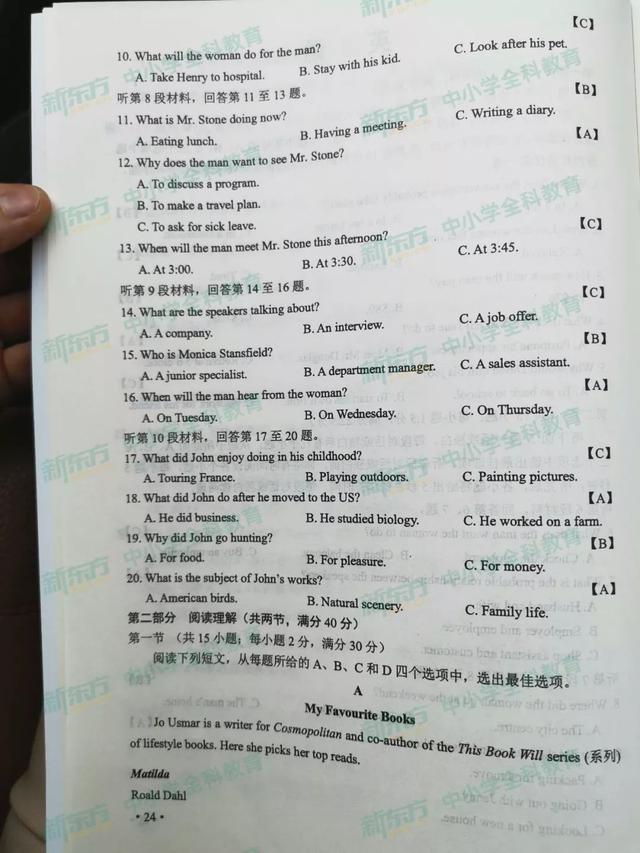 【C】
10. What will the woman do for the man?
A. Take Henry to hospital. B. Stay with his kid. C. Look after his pet.
听第8段材料，回答第11至13题。
【B】
11. What is Mr. Stone doing now?
A. Eating lunch. B. Having a meeting. C. Writing a diary.
【A】
12. Why does the man want to see Mr. Stone?
A. To discuss a program.
B. To make a travel plan.
C. To ask for sick leave.
【C】
13. When will the man meet Mr. Stone this afternoon?
A. At 3:00. B. At 3:30. C. At 3:45.
听第9段材料，回答第14至16题。
【C】
14. What are the speakers talking about?
A. A company. B. An interview. C. A job offer.
【B】
15. Who is Monica Stansfield?
A. A junior specialist. B. A department manager. C. A sales assistant.
【A】
16. When will the man hear from the woman?
A. On Tuesday. B. On Wednesday. C. On Thursday.
听第10段材料，回答第17至20题。
【C】
17. What did John enjoy doing in his childhood?
A. Touring France. B. Playing outdoors. C. Painting pictures.
【A】
18. What did John do after he moved to the US?
A. He did business. B. He studied biology. C. He worked on a farm.
【B】
19. Why did John go hunting?
A. For food. B. For pleasure. C. For money.
【A】
20. What is the subject of John's works?
A. American birds. B. Natural scenery. C. Family life.
第二部分 阅读理解（共两节，满分40分）
第一节 （共15小题；每小题2分，满分30分）
阅读下列短文，从每题所给的A、B、C和D四个选项中，选出最佳选项。
A
My Favourite Books
Jo Usmar is a writer for Cosmopolitan and co-author of the This Book Will series (系列)
of lifestyle books. Here she picks her top reads.
Matilda
Roald Dahl
·24·
新东方 中小学全科教育